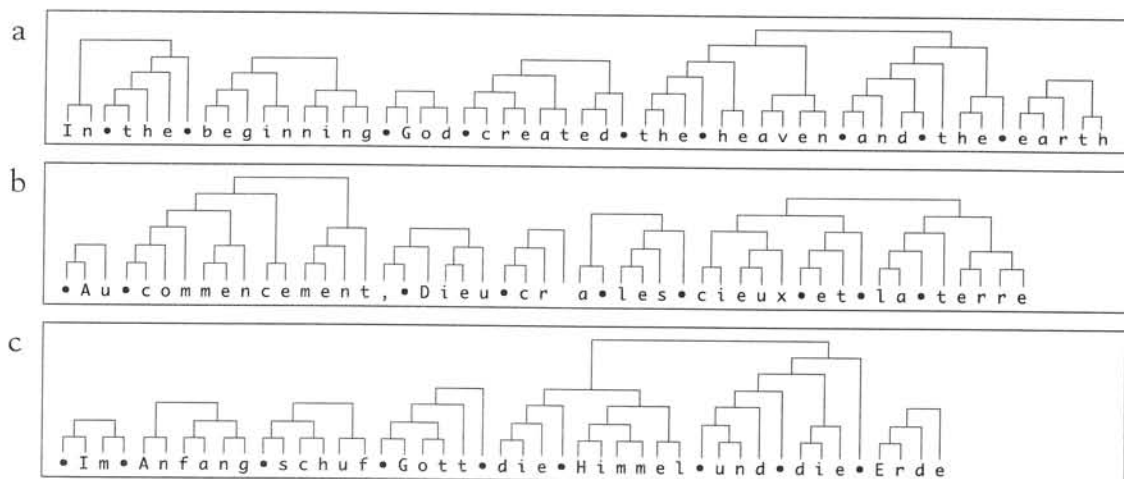 a
In•the•beginning•God•created•the•heaven•and•the•earth
b
•Au•commencement,•Dieu•cr a•les•cieux•et•la•terre
c
•Im•Anfang•schuf•Gott•die•Himmel•und•die•Erde